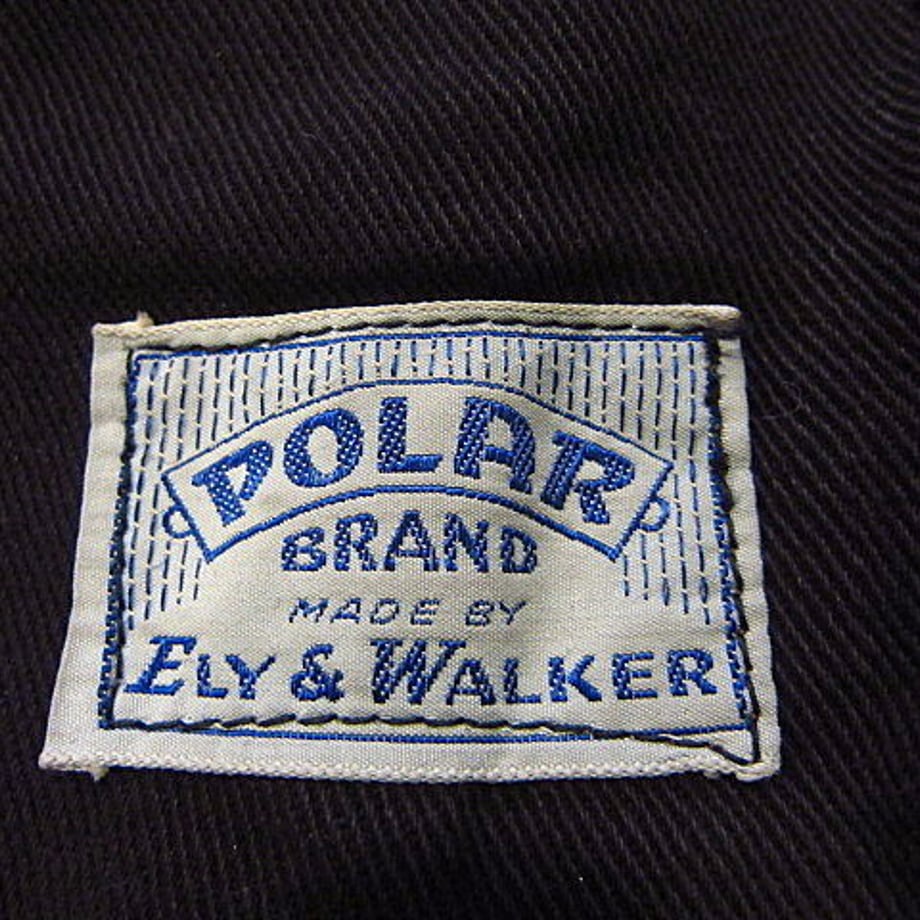 POLAR
BRAND
MADE BY
ELY & WALKER